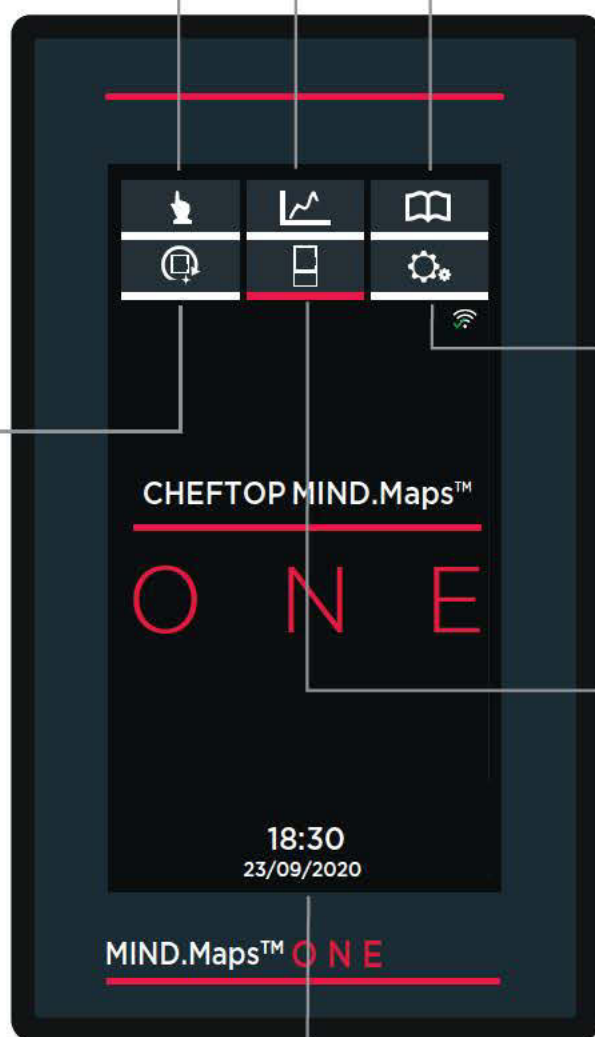 CHEFTOP MIND.Maps™
O N E
18:30
23/09/2020
MIND.Maps™ O N E